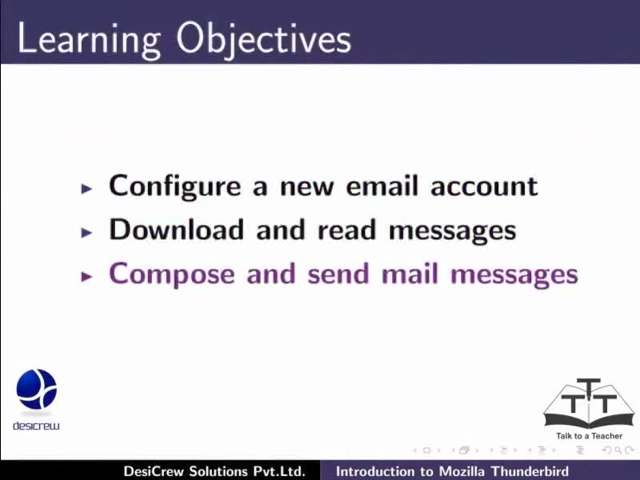 Learning Objectives
Configure a new email account
Download and read messages
Compose and send mail messages
desicrew
TTT
Talk to a Teacher
DesiCrew Solutions Pvt.Ltd. Introduction to Mozilla Thunderbird